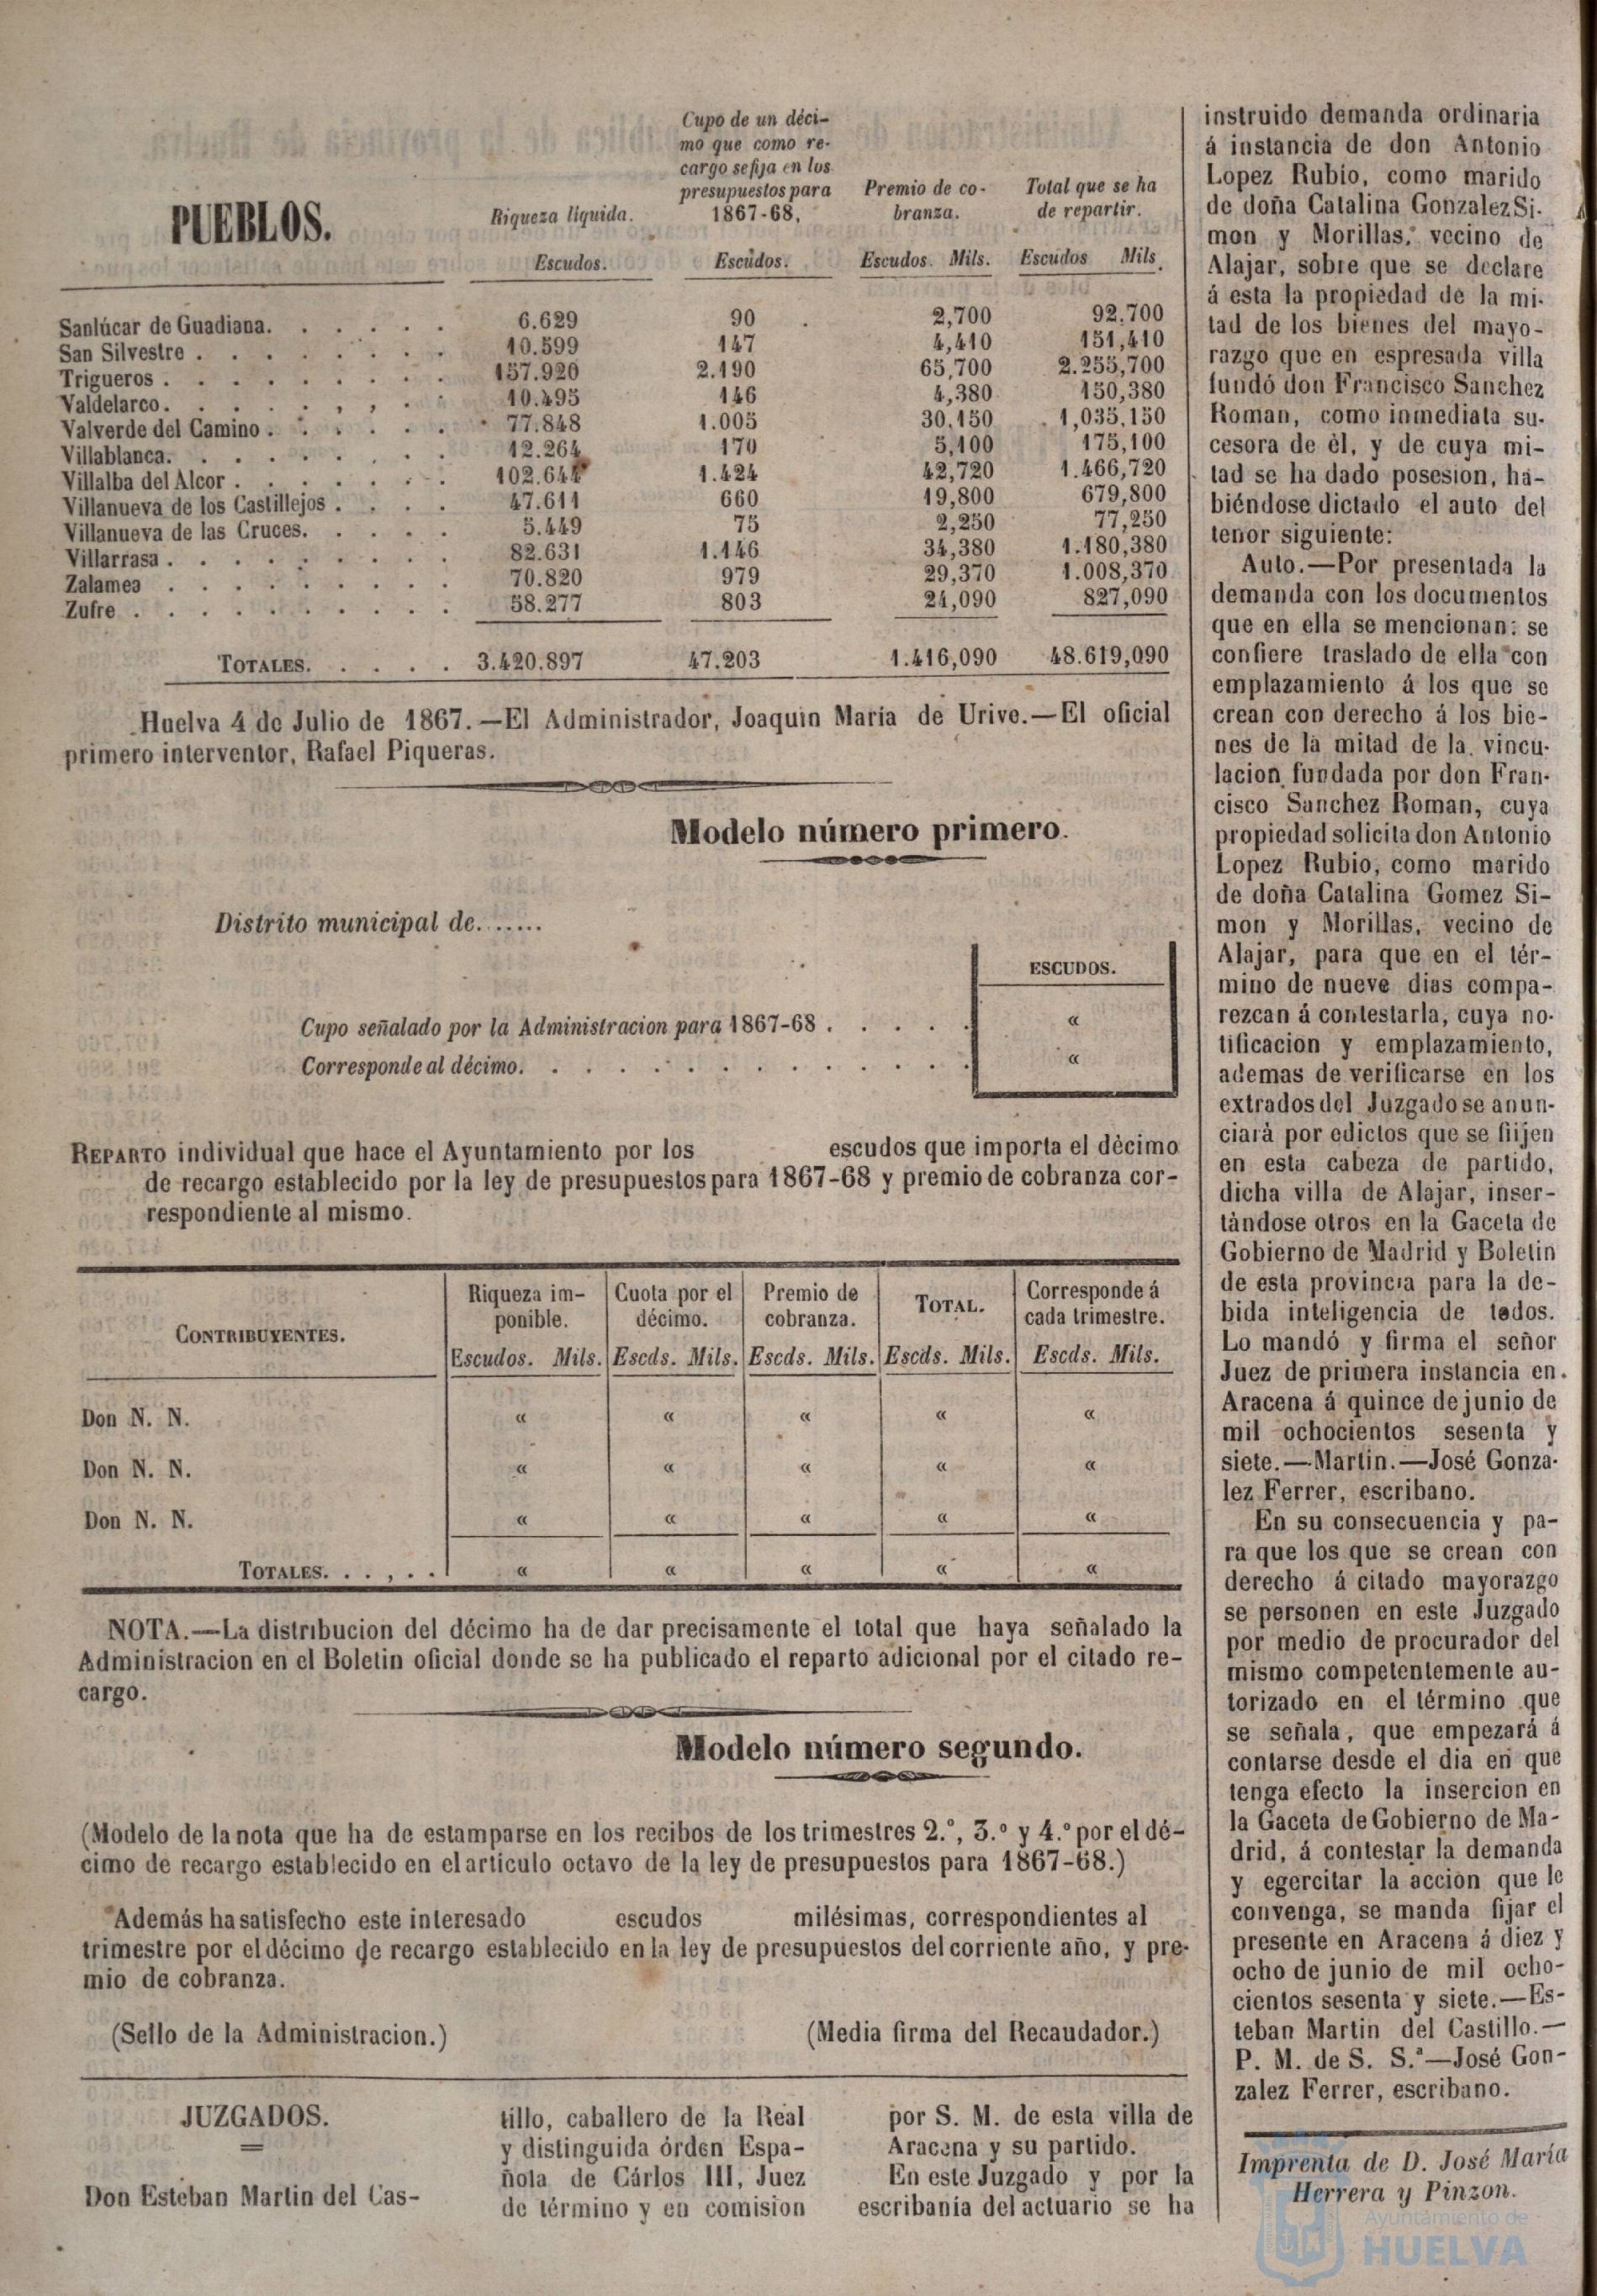 PUEBLOS.
Riqueza líquida.
Escudos.
Cupo de un déci-
mo que como re-
cargo se fija en los
presupuestos para
1867-68,
Escudos.
Premio de co-
branza.
Escudos. Mils.
Total que se ha
de repartir.
Escudos Mils.
Sanlúcar de Guadiana. . . . . . 6.629 90 2,700 92,700
San Silvestre . . . . . . . . 10.599 147 4,410 151,410
Trigueros . . . . . . . . . 157.920 2.190 65,700 2.255,700
Valdelarco. . . . . . , , . . 10.495 146 4,380 150,380
Valverde del Camino . . . . . . 77.848 1.005 30,150 1,035,150
Villablanca. . . . . . . . . 12.264 170 5,100 175,100
Villalba del Alcor . . . . . . . 102.644 1.424 42,720 1.466,720
Villanueva de los Castillejos . . . . 47.611 660 19,800 679,800
Villanueva de las Cruces. . . . . 5.449 75 2,250 77,250
Villarrasa . . . . . . . . . 82.631 1.146 34,380 1.180,380
Zalamea . . . . . . . . . 70.820 979 29,370 1.008,370
Zufre . . . . . . . . . . 58.277 803 24,090 827,090
TOTALES. . . . . 3.420.897 47.203 1.416,090 48.619,090
Huelva 4 de Julio de 1867.—El Administrador, Joaquin María de Urive.—El oficial
primero interventor, Rafael Piqueras.
Modelo número primero.
Distrito municipal de.......
ESCUDOS.
Cupo señalado por la Administracion para 1867-68 . . . . . «
Corresponde al décimo. . . . . . . . . . . . . «
REPARTO individual que hace el Ayuntamiento por los escudos que importa el décimo
de recargo establecido por la ley de presupuestos para 1867-68 y premio de cobranza cor-
respondiente al mismo.
CONTRIBUYENTES.
Riqueza im-
ponible.
Escudos. Mils.
Cuota por el
décimo.
Escds. Mils.
Premio de
cobranza.
Escds. Mils.
TOTAL.
Escds. Mils.
Corresponde á
cada trimestre.
Escds. Mils.
Don N. N. « « « « «
Don N. N. « « « « «
Don N. N. « « « « «
TOTALES. . . , . . « « « « «
NOTA.—La distribucion del décimo ha de dar precisamente el total que haya señalado la
Administracion en el Boletin oficial donde se ha publicado el reparto adicional por el citado re-
cargo.
Modelo número segundo.
(Modelo de la nota que ha de estamparse en los recibos de los trimestres 2.º, 3.º y 4.º por el dé-
cimo de recargo establecido en el articulo octavo de la ley de presupuestos para 1867-68.)
Además ha satisfecho este interesado escudos milésimas, correspondientes al
trimestre por el décimo de recargo establecido en la ley de presupuestos del corriente año, y pre-
mio de cobranza.
(Sello de la Administracion.) (Media firma del Recaudador.)
JUZGADOS.
Don Esteban Martin del Cas-
tillo, caballero de la Real
y distinguida órden Espa-
ñola de Cárlos III, Juez
de término y en comision
por S. M. de esta villa de
Aracena y su partido.
En este Juzgado y por la
escribanía del actuario se ha
instruido demanda ordinaria
á instancia de don Antonio
Lopez Rubio, como marido
de doña Catalina Gonzalez Si-
mon y Morillas, vecino de
Alajar, sobre que se declare
á esta la propiedad de la mi-
tad de los bienes del mayo-
razgo que en espresada villa
fundó don Francisco Sanchez
Roman, como inmediata su-
cesora de él, y de cuya mi-
tad se ha dado posesion, ha-
biéndose dictado el auto del
tenor siguiente:
Auto.—Por presentada la
demanda con los documentos
que en ella se mencionan: se
confiere traslado de ella con
emplazamiento á los que se
crean con derecho á los bie-
nes de la mitad de la vincu-
lacion fundada por don Fran-
cisco Sanchez Roman, cuya
propiedad solicita don Antonio
Lopez Rubio, como marido
de doña Catalina Gomez Si-
mon y Morillas, vecino de
Alajar, para que en el tér-
mino de nueve dias compa-
rezcan á contestarla, cuya no-
tificacion y emplazamiento,
ademas de verificarse en los
extrados del Juzgado se anun-
ciará por edictos que se fiijen
en esta cabeza de partido,
dicha villa de Alajar, inser-
tándose otros en la Gaceta de
Gobierno de Madrid y Boletin
de esta provincia para la de-
bida inteligencia de todos.
Lo mandó y firma el señor
Juez de primera instancia en
Aracena á quince de junio de
mil ochocientos sesenta y
siete.—Martin.—José Gonza-
lez Ferrer, escribano.
En su consecuencia y pa-
ra que los que se crean con
derecho á citado mayorazgo
se personen en este Juzgado
por medio de procurador del
mismo competentemente au-
torizado en el término que
se señala, que empezará á
contarse desde el dia en que
tenga efecto la insercion en
la Gaceta de Gobierno de Ma-
drid, á contestar la demanda
y egercitar la accion que le
convenga, se manda fijar el
presente en Aracena á diez y
ocho de junio de mil ocho-
cientos sesenta y siete.—Es-
teban Martin del Castillo.—
P. M. de S. S.ª—José Gon-
zalez Ferrer, escribano.
Imprenta de D. José María
Herrera y Pinzon.
Ayuntamiento de
HUELVA